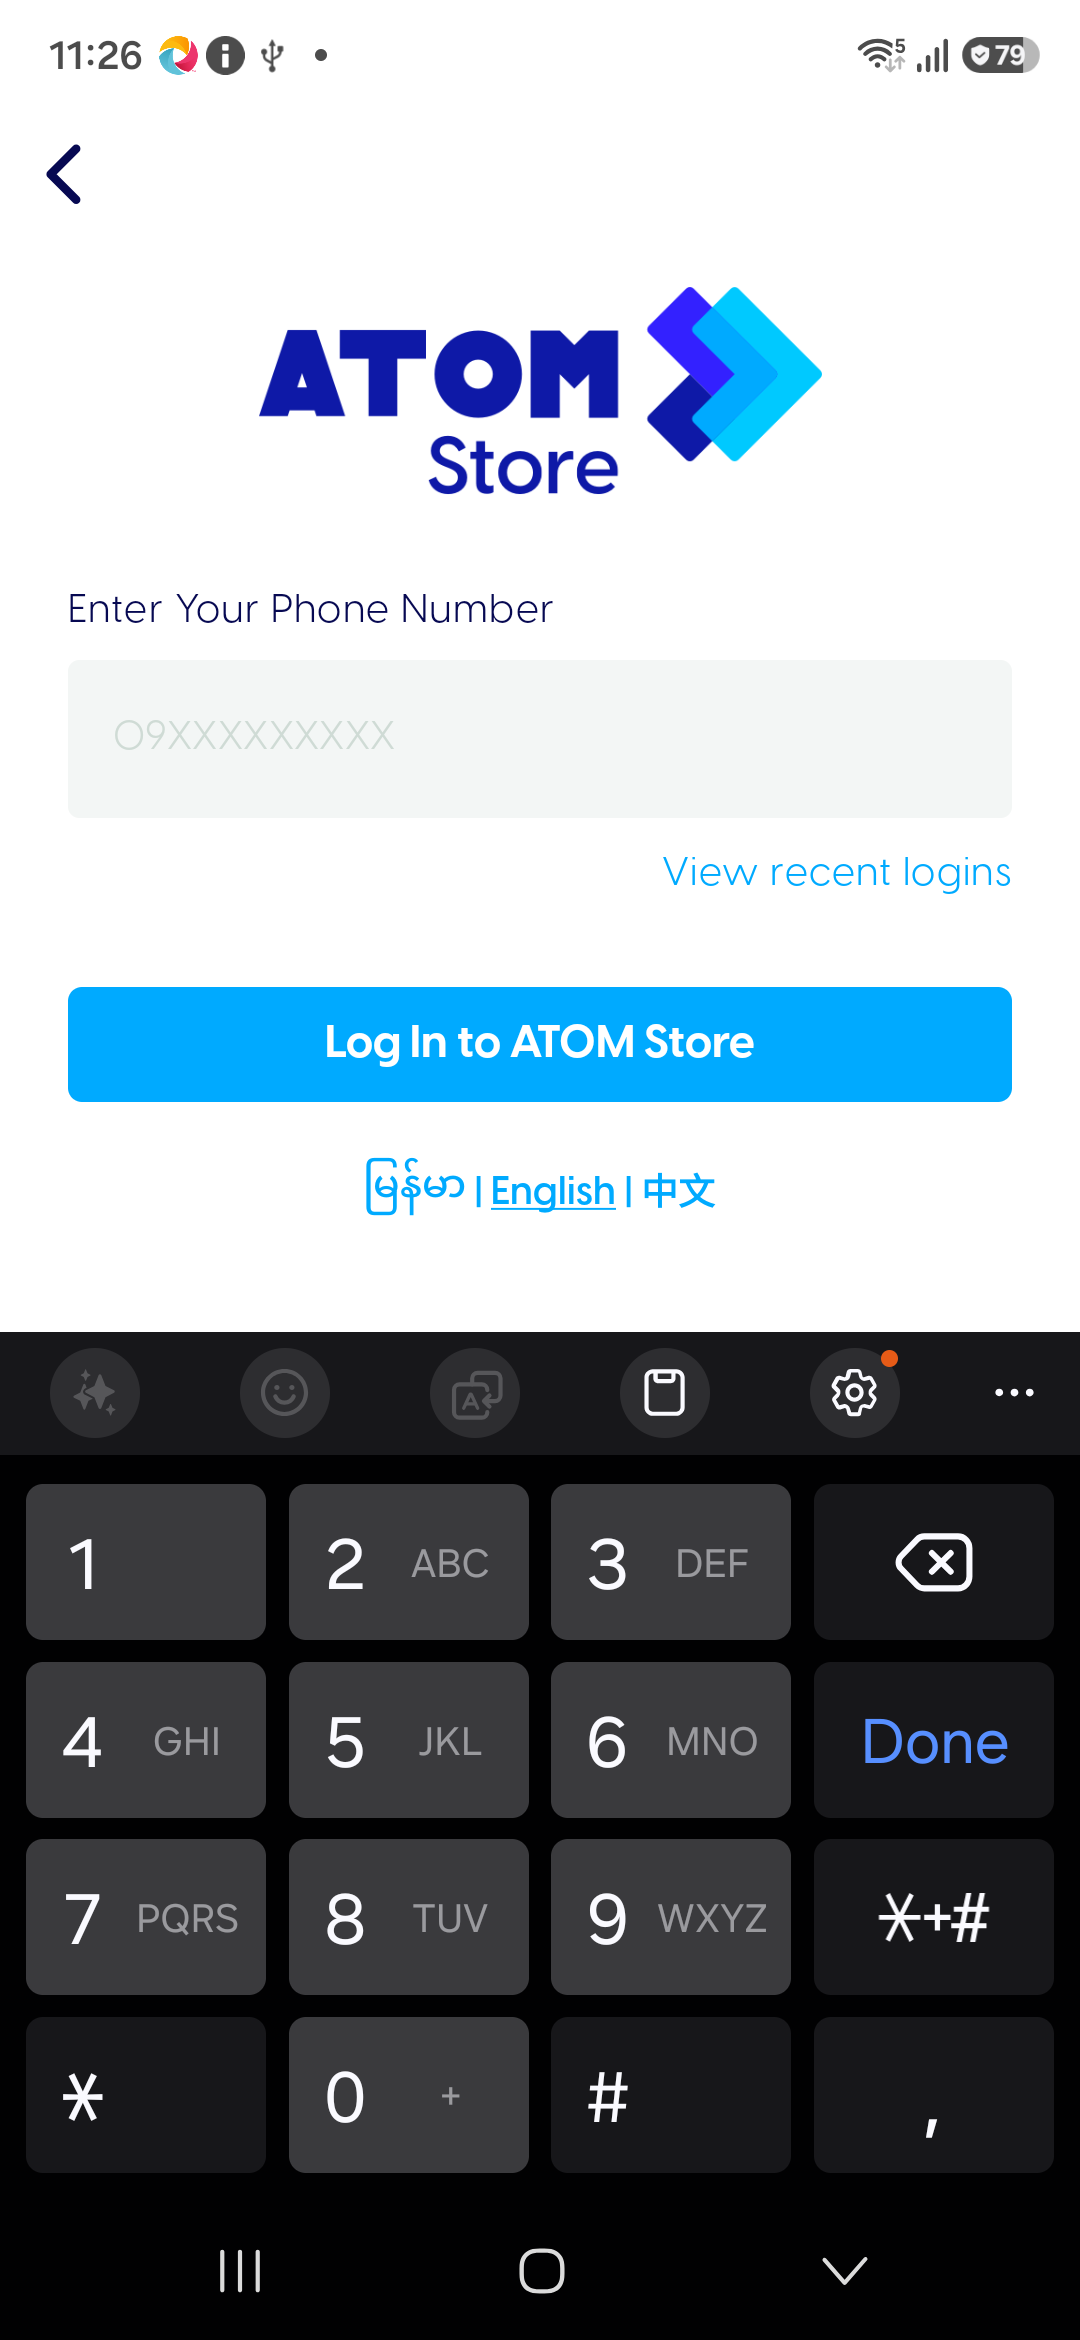 11:26
5
79
ATOM
Store
Enter Your Phone Number
09XXXXXXXXX
View recent logins
Log In to ATOM Store
မြန်မာ | English | 中文
A
1
2 ABC
3 DEF
4 GHI
5 JKL
6 MNO
Done
7 PQRS
8 TUV
9 WXYZ
*+#
*
0 +
#
,